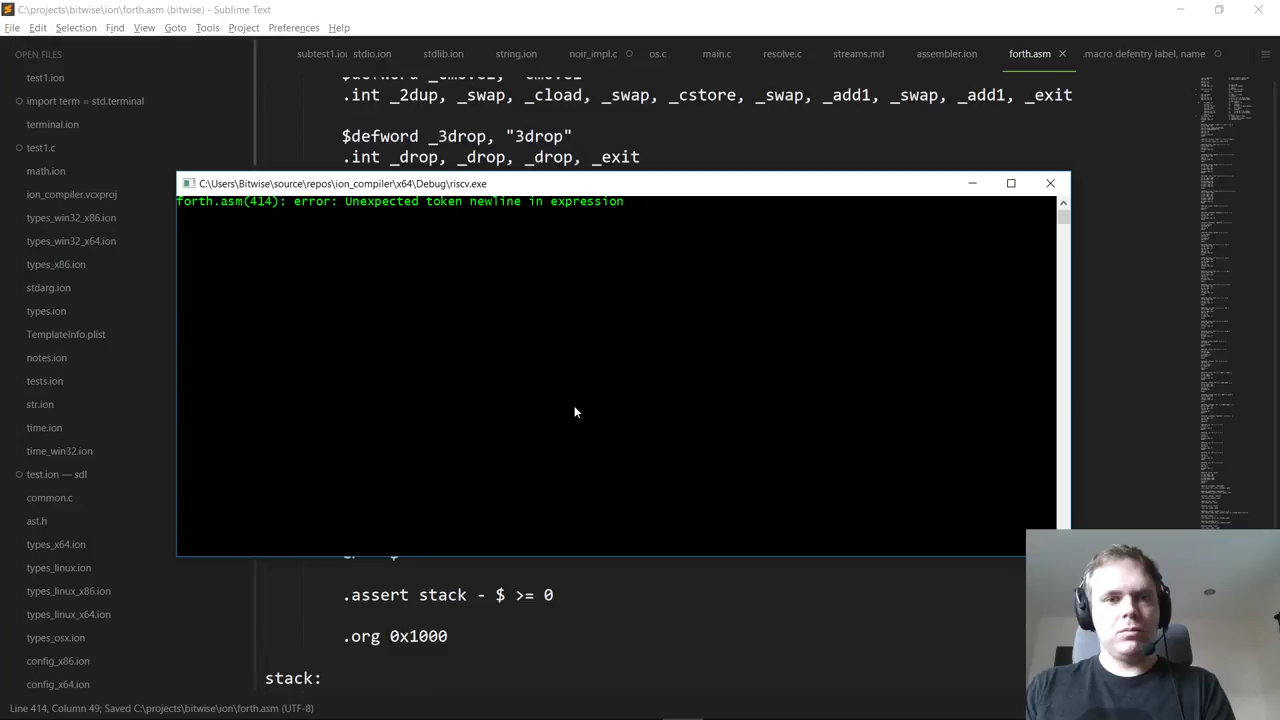 C:\projects\bitwise\ion\forth.asm (bitwise) - Sublime Text
File Edit Selection Find View Goto Tools Project Preferences Help
OPEN FILES
subtest1.io stdio.ion stdlib.ion string.ion noir_impl.c os.c main.c resolve.c streams.md assembler.ion forth.asm .macro defentry label, name
test1.ion
import term = std.terminal
terminal.ion
test1.c
math.ion
ion_compiler.vcxproj
types_win32_x86.ion
types_win32_x64.ion
types_x86.ion
stdarg.ion
types.ion
TemplateInfo.plist
notes.ion
tests.ion
str.ion
time.ion
time_win32.ion
test.ion — sdl
common.c
ast.h
types_x64.ion
types_linux.ion
types_linux_x86.ion
types_linux_x64.ion
types_osx.ion
config_x86.ion
config_x64.ion
.int _2dup, _swap, _cload, _swap, _cstore, _swap, _add1, _swap, _add1, _exit
$defword _3drop, "3drop"
.int _drop, _drop, _drop, _exit
C:\Users\Bitwise\source\repos\ion_compiler\x64\Debug\riscv.exe
forth.asm(414): error: Unexpected token newline in expression
.assert stack - $ >= 0
.org 0x1000
stack:
Line 414, Column 49; Saved C:\projects\bitwise\ion\forth.asm (UTF-8)